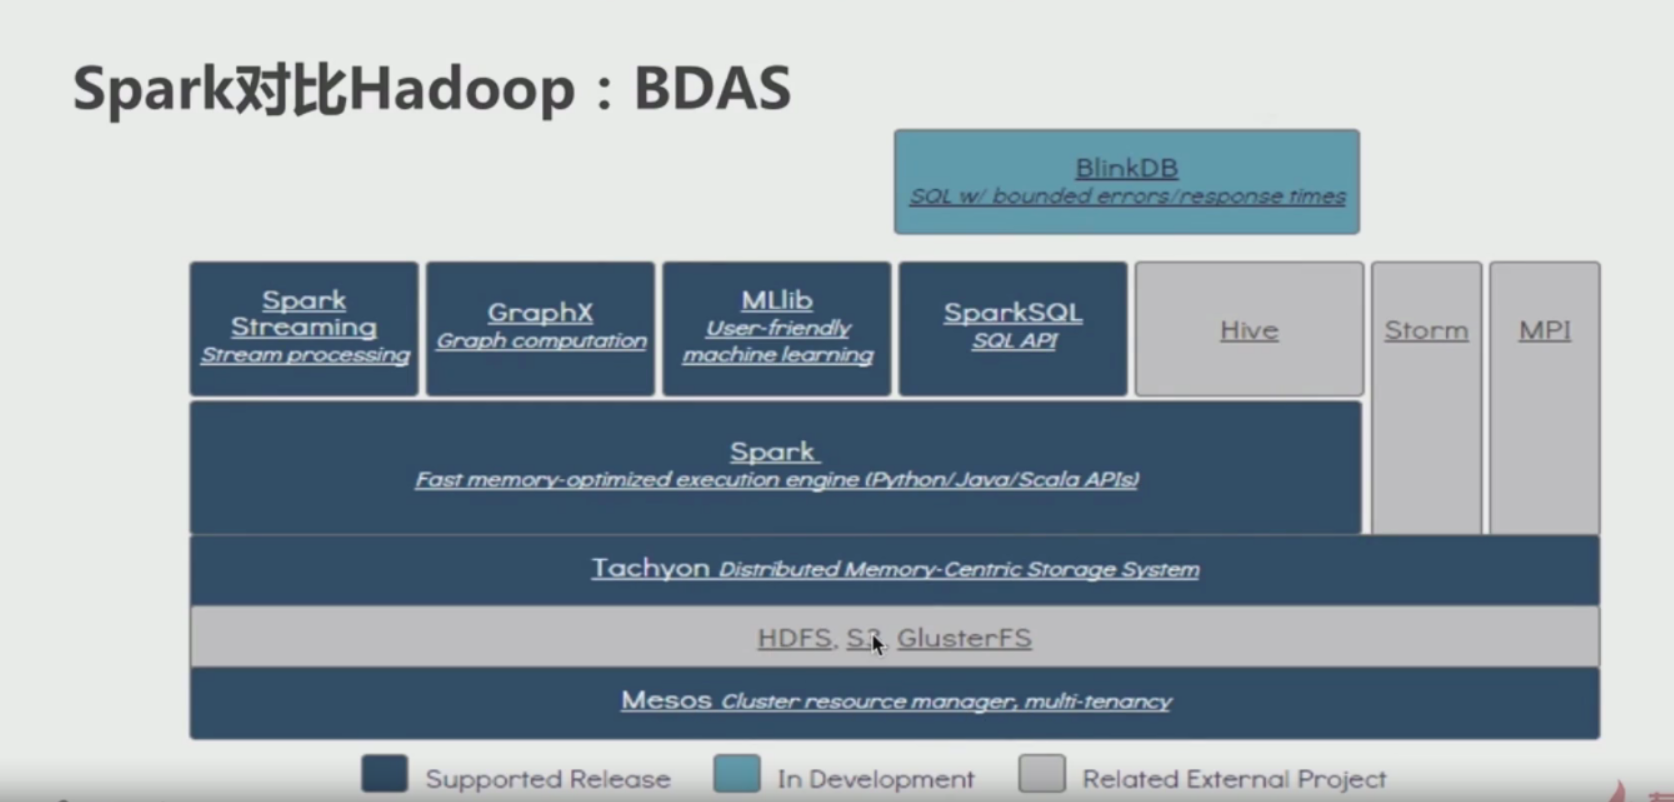 Spark对比Hadoop：BDAS
BlinkDB
SQL w/ bounded errors/response times
Spark
Streaming
Stream processing
GraphX
Graph computation
MLlib
User-friendly
machine learning
SparkSQL
SQL API
Hive
Storm
MPI
Spark
Fast memory-optimized execution engine (Python/Java/Scala APIs)
Tachyon Distributed Memory-Centric Storage System
HDFS, S3, GlusterFS
Mesos Cluster resource manager, multi-tenancy
Supported Release
In Development
Related External Project